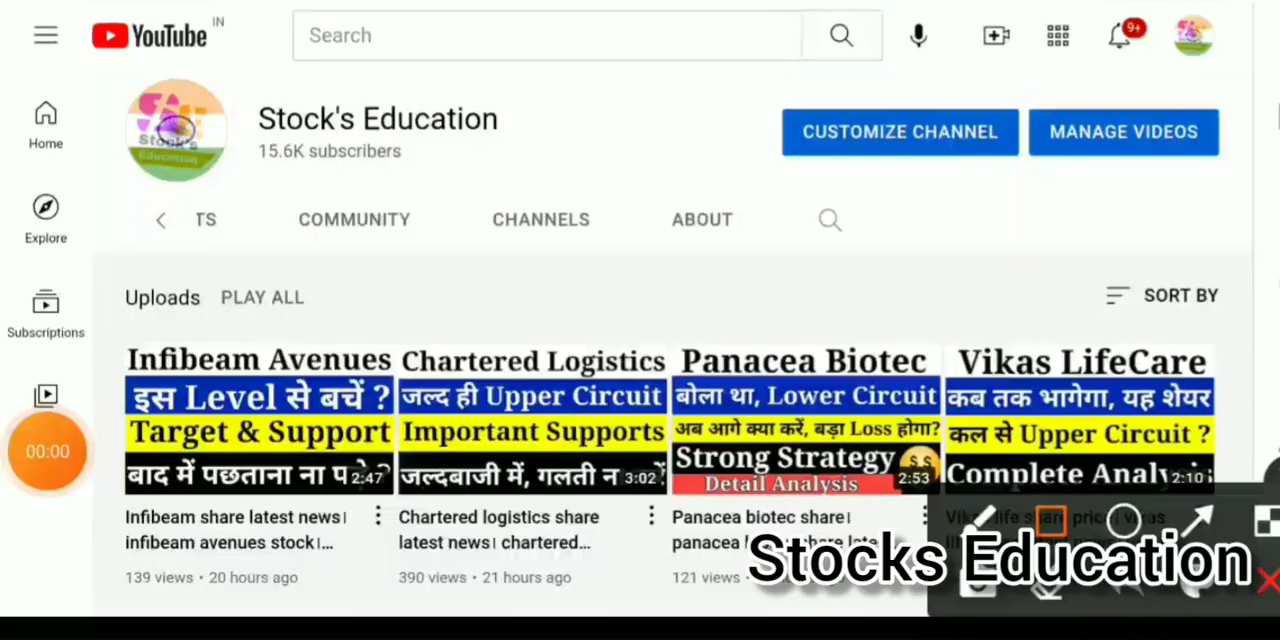 YouTube IN
Search
9+
Home
Explore
Subscriptions
Stock's Education
Stock's Education
15.6K subscribers
CUSTOMIZE CHANNEL
MANAGE VIDEOS
TS
COMMUNITY
CHANNELS
ABOUT
Uploads
PLAY ALL
SORT BY
00:00
Infibeam Avenues
इस Level से बचें ?
Target & Support
बाद में पछताना ना
2:47
Infibeam share latest news।
infibeam avenues stock।...
139 views • 20 hours ago
Chartered Logistics
जल्द ही Upper Circuit
Important Supports
जल्दबाजी में, गलती
3:02
Chartered logistics share
latest news। chartered...
390 views • 21 hours ago
Panacea Biotec
बोला था, Lower Circuit
अब आगे क्या करें, बड़ा Loss होगा?
Strong Strategy
Detail Analysis
2:53
Panacea biotec share।
panacea
121 views
Vikas LifeCare
कब तक भागेगा, यह शेयर
कल से Upper Circuit ?
Complete
2:10
Stocks Education